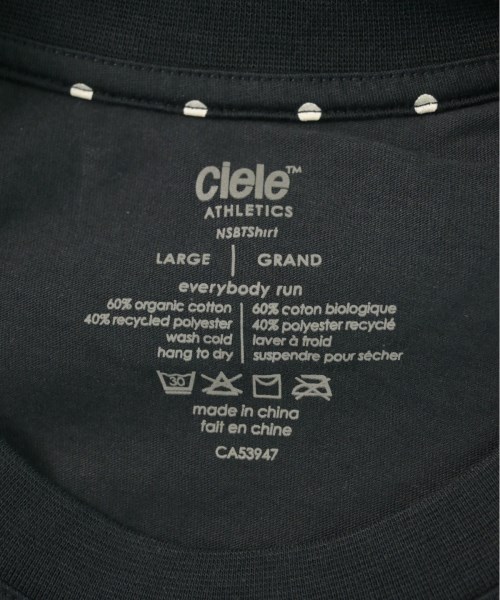 ciele™
ATHLETICS
NSBTShirt
LARGE | GRAND
everybody run
60% organic cotton | 60% coton biologique
40% recycled polyester | 40% polyester recyclé
wash cold | laver à froid
hang to dry | suspendre pour sécher
30
made in china
fait en chine
CA53947